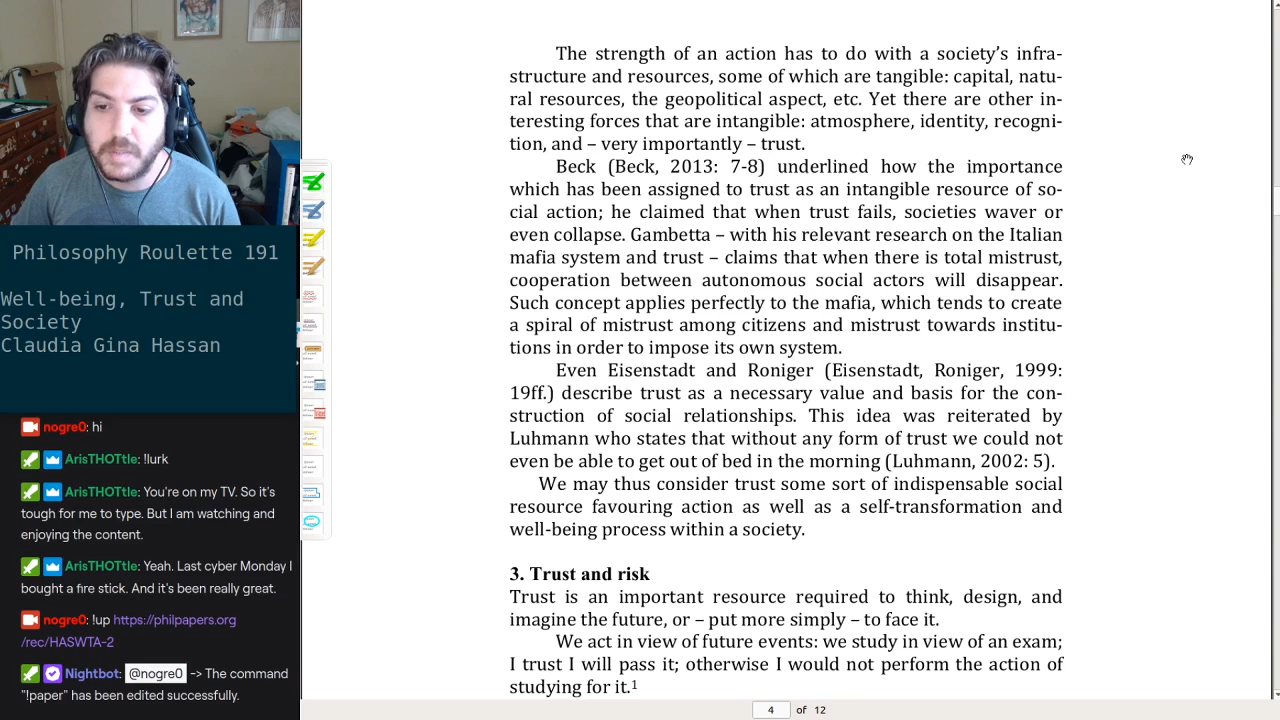 The strength of an action has to do with a society's infra-
structure and resources, some of which are tangible: capital, natu-
ral resources, the geopolitical aspect, etc. Yet there are other in-
teresting forces that are intangible: atmosphere, identity, recogni-
tion, and – very importantly – trust.
Beck (Beck, 2013: 7-8) underlined how the importance
which has been assigned to trust as an intangible resource of so-
cial action; he claimed that when trust fails, societies waver or
even collapse. Gambetta – with his relevant research on the Italian
mafia system and trust – claims that when there is total mistrust,
cooperation between autonomous social actors will disappear.
Such a context appears perfect to the mafia, who tends to create
a spiral of distrust among citizens and mistrust towards institu-
tions in order to impose its own system.
Even Eisenstadt and Roniger (Eisenstadt, Roniger, 1999:
19ff.) describe trust as a necessary norm and basis for the con-
struction of social relationships. This idea was reiterated by
Luhmann who said that without any form of trust we would not
even be able to get out of bed in the morning (Luhmann, 2002: 5).
We may thus consider trust some sort of indispensable social
resource favouring action as well as a self-transformation and
well-being process within a society.
3. Trust and risk
Trust is an important resource required to think, design, and
imagine the future, or – put more simply – to face it.
We act in view of future events: we study in view of an exam;
I trust I will pass it; otherwise I would not perform the action of
studying for it.1
4 of 12
Philosophy Roulette 191
Well-being, Trust and
Society
Claudia Gina Hassan
nogre0: hi
ArisTHOTtle: !lurk
ArisTHOTtle: You're on my TV. So it's
tough for me to type. But I am watching and
enjoying the content.
ArisTHOTtle: Yeah. Last cyber Monday I
bought a fire stick. And it's been really great.
nogre0: !up https://philpapers.org
/rec/HASWTA-2
Nightbot: @nogre0 -> The command
"!paper" has been edited successfully.